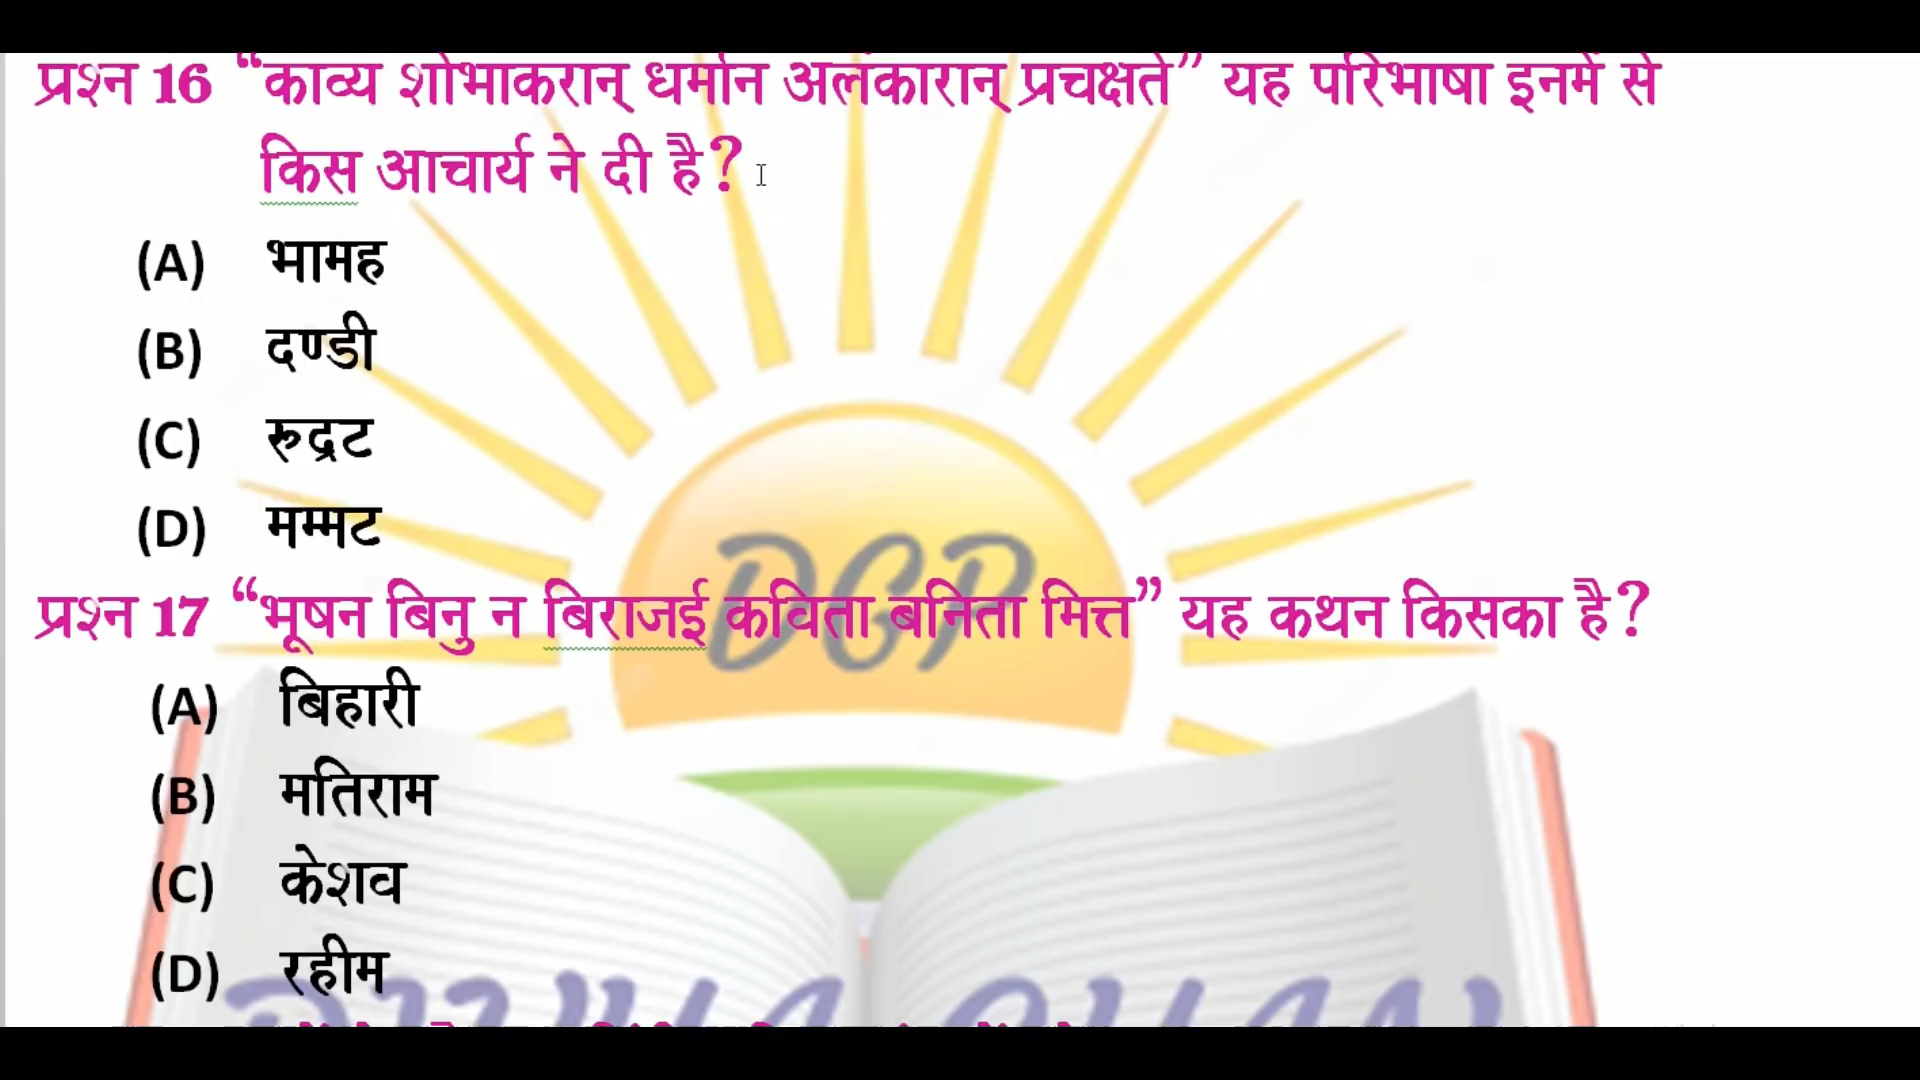 प्रश्न 16 “काव्य शोभाकरान् धर्मान अलंकारान् प्रचक्षते” यह परिभाषा इनमें से
किस आचार्य ने दी है?
(A) भामह
(B) दण्डी
(C) रुद्रट
(D) मम्मट
प्रश्न 17 “भूषन बिनु न बिराजई कविता बनिता मित्त” यह कथन किसका है?
(A) बिहारी
(B) मतिराम
(C) केशव
(D) रहीम
DGP